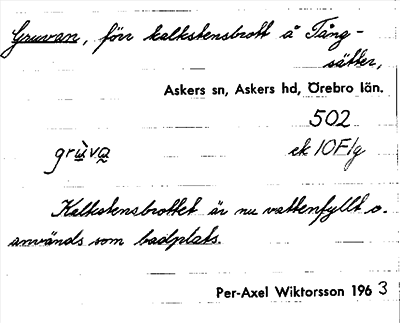 Gruvan, förr kalkstensbrott å Tång-
sätter,
Askers sn, Askers hd, Örebro län.
502
grùva ek 10F/g
Kalkstensbrottet är nu vattenfyllt o.
används som badplats.
Per-Axel Wiktorsson 1963